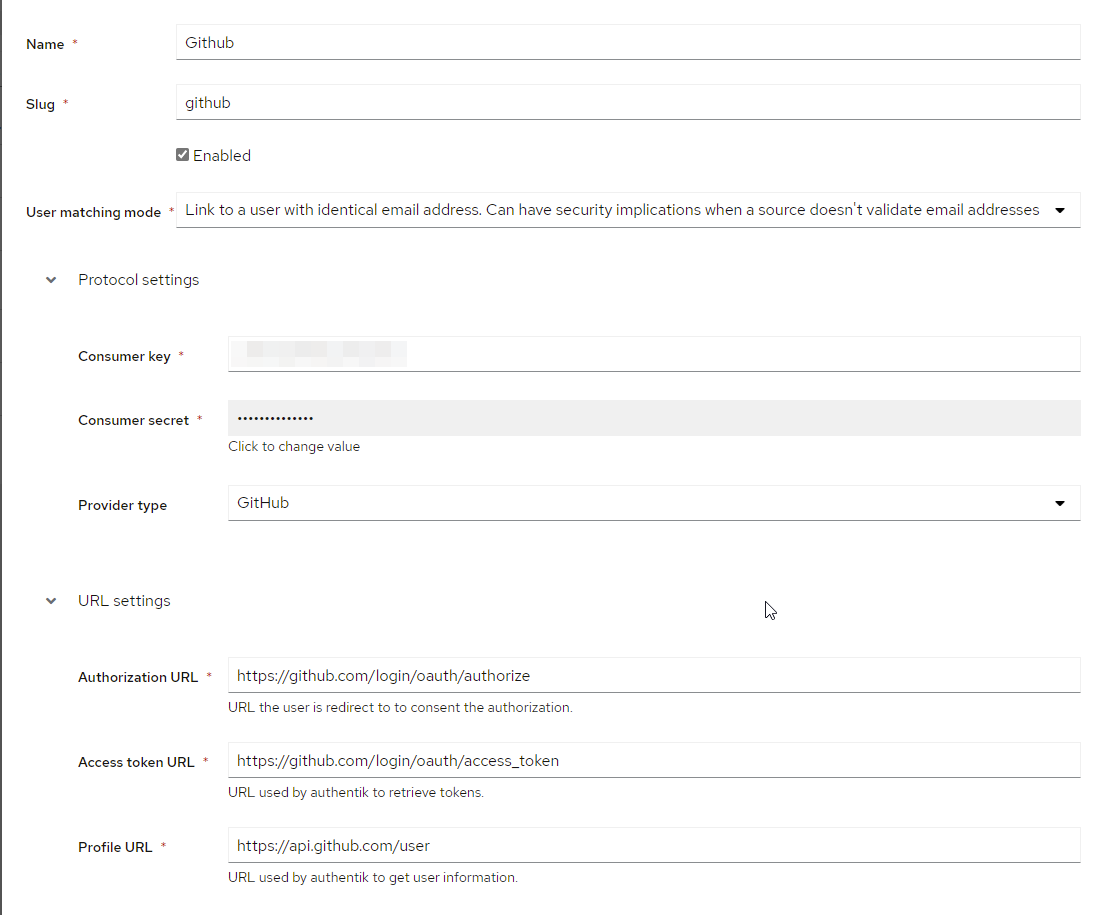 Name *
Github
Slug *
github
Enabled
User matching mode *
Link to a user with identical email address. Can have security implications when a source doesn't validate email addresses
Protocol settings
Consumer key *
Consumer secret *
••••••••••••••
Click to change value
Provider type
GitHub
URL settings
Authorization URL *
https://github.com/login/oauth/authorize
URL the user is redirect to to consent the authorization.
Access token URL *
https://github.com/login/oauth/access_token
URL used by authentik to retrieve tokens.
Profile URL *
https://api.github.com/user
URL used by authentik to get user information.